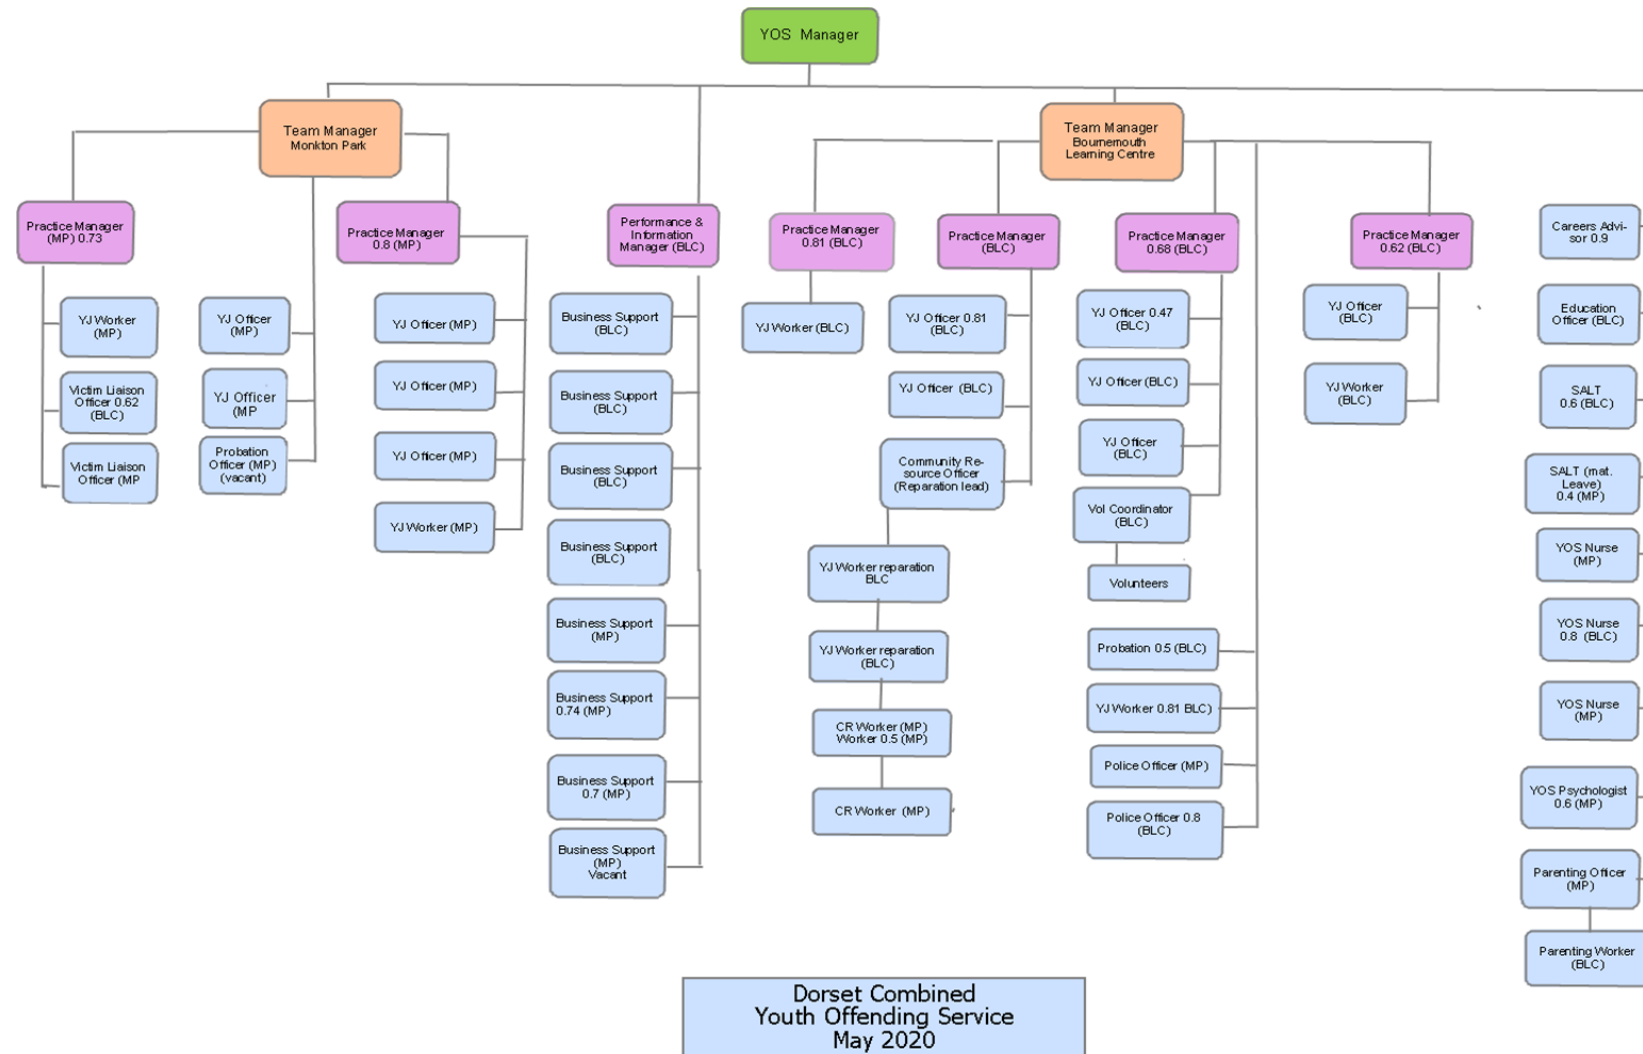 YOS Manager
Team Manager
Monkton Park
Team Manager
Bournemouth
Learning Centre
Practice Manager
(MP) 0.73
Practice Manager
0.8 (MP)
Performance &
Information
Manager (BLC)
Practice Manager
0.81 (BLC)
Practice Manager
(BLC)
Practice Manager
0.68 (BLC)
Practice Manager
0.62 (BLC)
YJ Worker
(MP)
Victim Liaison
Officer 0.62
(BLC)
Victim Liaison
Officer (MP
YJ Officer
(MP)
YJ Officer
(MP
Probation
Officer (MP)
(vacant)
YJ Officer (MP)
YJ Officer (MP)
YJ Officer (MP)
YJ Worker (MP)
Business Support
(BLC)
Business Support
(BLC)
Business Support
(BLC)
Business Support
(BLC)
Business Support
(MP)
Business Support
0.74 (MP)
Business Support
0.7 (MP)
Business Support
(MP)
Vacant
YJ Worker (BLC)
YJ Officer 0.81
(BLC)
YJ Officer (BLC)
Community Re-
source Officer
(Reparation lead)
YJ Worker reparation
BLC
YJ Worker reparation
(BLC)
CR Worker (MP)
Worker 0.5 (MP)
CR Worker (MP)
YJ Officer 0.47
(BLC)
YJ Officer (BLC)
YJ Officer
(BLC)
Vol Coordinator
(BLC)
Volunteers
Probation 0.5 (BLC)
YJ Worker 0.81 BLC)
Police Officer (MP)
Police Officer 0.8
(BLC)
YJ Officer
(BLC)
YJ Worker
(BLC)
Careers Advi-
sor 0.9
Education
Officer (BLC)
SALT
0.6 (BLC)
SALT (mat.
Leave)
0.4 (MP)
YOS Nurse
(MP)
YOS Nurse
0.8 (BLC)
YOS Nurse
(MP)
YOS Psychologist
0.6 (MP)
Parenting Officer
(MP)
Parenting Worker
(BLC)
Dorset Combined
Youth Offending Service
May 2020